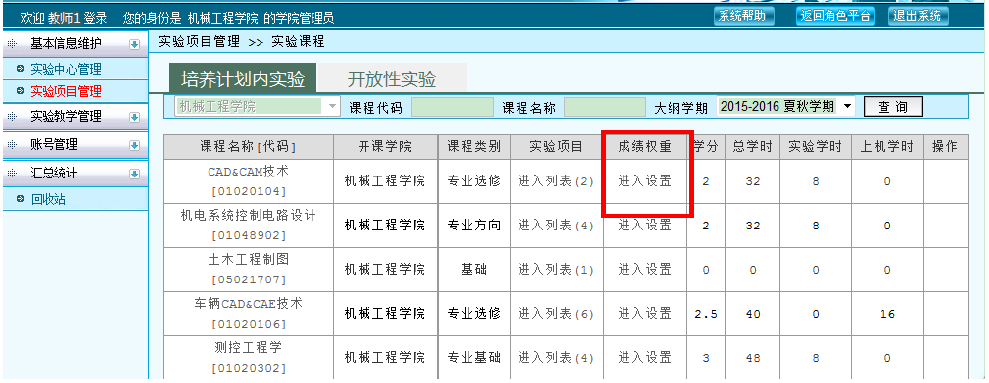 欢迎 教师1 登录 您的身份是 机械工程学院 的学院管理员 系统帮助 返回角色平台 退出系统
基本信息维护
实验中心管理
实验项目管理
实验教学管理
账号管理
汇总统计
回收站
实验项目管理 >> 实验课程
培养计划内实验 开放性实验
机械工程学院 课程代码 课程名称 大纲学期 2015-2016 夏秋学期 查 询
课程名称[代码] 开课学院 课程类别 实验项目 成绩权重 学分 总学时 实验学时 上机学时 操作
CAD&CAM技术
[01020104] 机械工程学院 专业选修 进入列表(2) 进入设置 2 32 8 0
机电系统控制电路设计
[01048902] 机械工程学院 专业方向 进入列表(4) 进入设置 2 32 8 0
土木工程制图
[05021707] 机械工程学院 基础 进入列表(1) 进入设置 0 0 0 0
车辆CAD&CAE技术
[01020106] 机械工程学院 专业选修 进入列表(6) 进入设置 2.5 40 0 16
测控工程学
[01020302] 机械工程学院 专业基础 进入列表(4) 进入设置 3 48 8 0